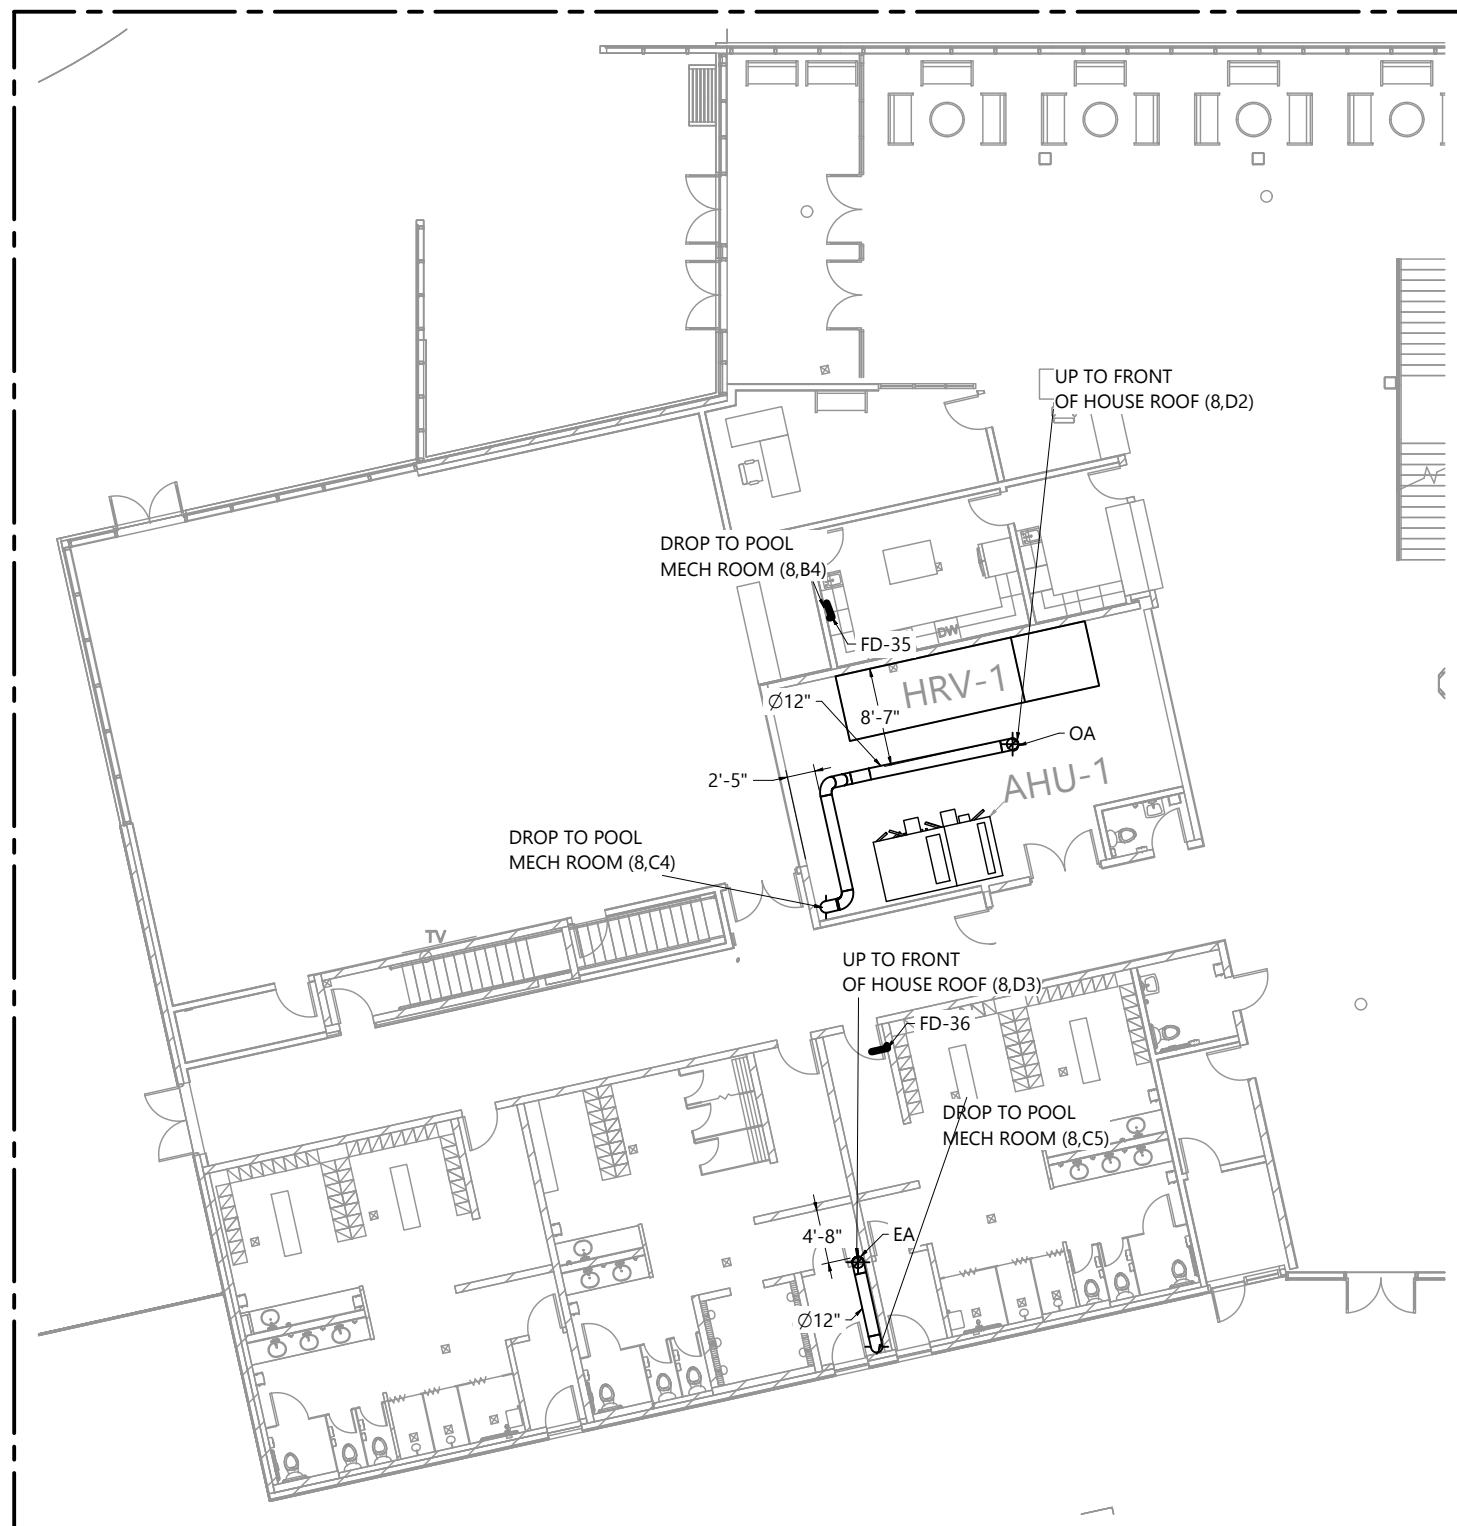 UP TO FRONT
OF HOUSE ROOF (8,D2)
DROP TO POOL
MECH ROOM (8,B4)
DW
FD-35
HRV-1
Ø12"
8'-7"
OA
2'-5"
AHU-1
DROP TO POOL
MECH ROOM (8,C4)
TV
UP TO FRONT
OF HOUSE ROOF (8,D3)
FD-36
DROP TO POOL
MECH ROOM (8,C5)
4'-8"
EA
Ø12"